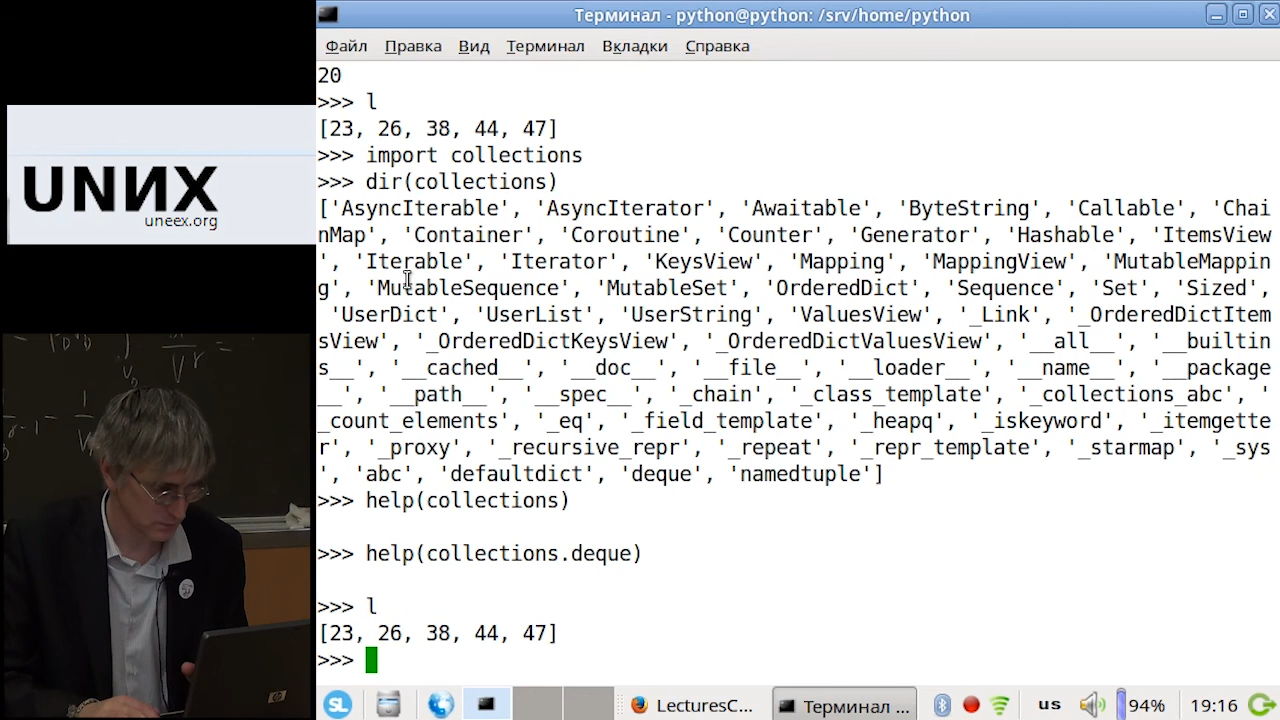 Терминал - python@python: /srv/home/python
Файл Правка Вид Терминал Вкладки Справка
20
>>> l
[23, 26, 38, 44, 47]
>>> import collections
>>> dir(collections)
['AsyncIterable', 'AsyncIterator', 'Awaitable', 'ByteString', 'Callable', 'Chai
nMap', 'Container', 'Coroutine', 'Counter', 'Generator', 'Hashable', 'ItemsView
', 'Iterable', 'Iterator', 'KeysView', 'Mapping', 'MappingView', 'MutableMappin
g', 'MutableSequence', 'MutableSet', 'OrderedDict', 'Sequence', 'Set', 'Sized',
'UserDict', 'UserList', 'UserString', 'ValuesView', '_Link', '_OrderedDictItem
sView', '_OrderedDictKeysView', '_OrderedDictValuesView', '__all__', '__builtin
s__', '__cached__', '__doc__', '__file__', '__loader__', '__name__', '__package
__', '__path__', '__spec__', '_chain', '_class_template', '_collections_abc', '
_count_elements', '_eq', '_field_template', '_heapq', '_iskeyword', '_itemgette
r', '_proxy', '_recursive_repr', '_repeat', '_repr_template', '_starmap', '_sys
', 'abc', 'defaultdict', 'deque', 'namedtuple']
>>> help(collections)
>>> help(collections.deque)
>>> l
[23, 26, 38, 44, 47]
>>>
UNИX
uneex.org
hp
SL
LecturesC...
Терминал ...
us
94%
19:16